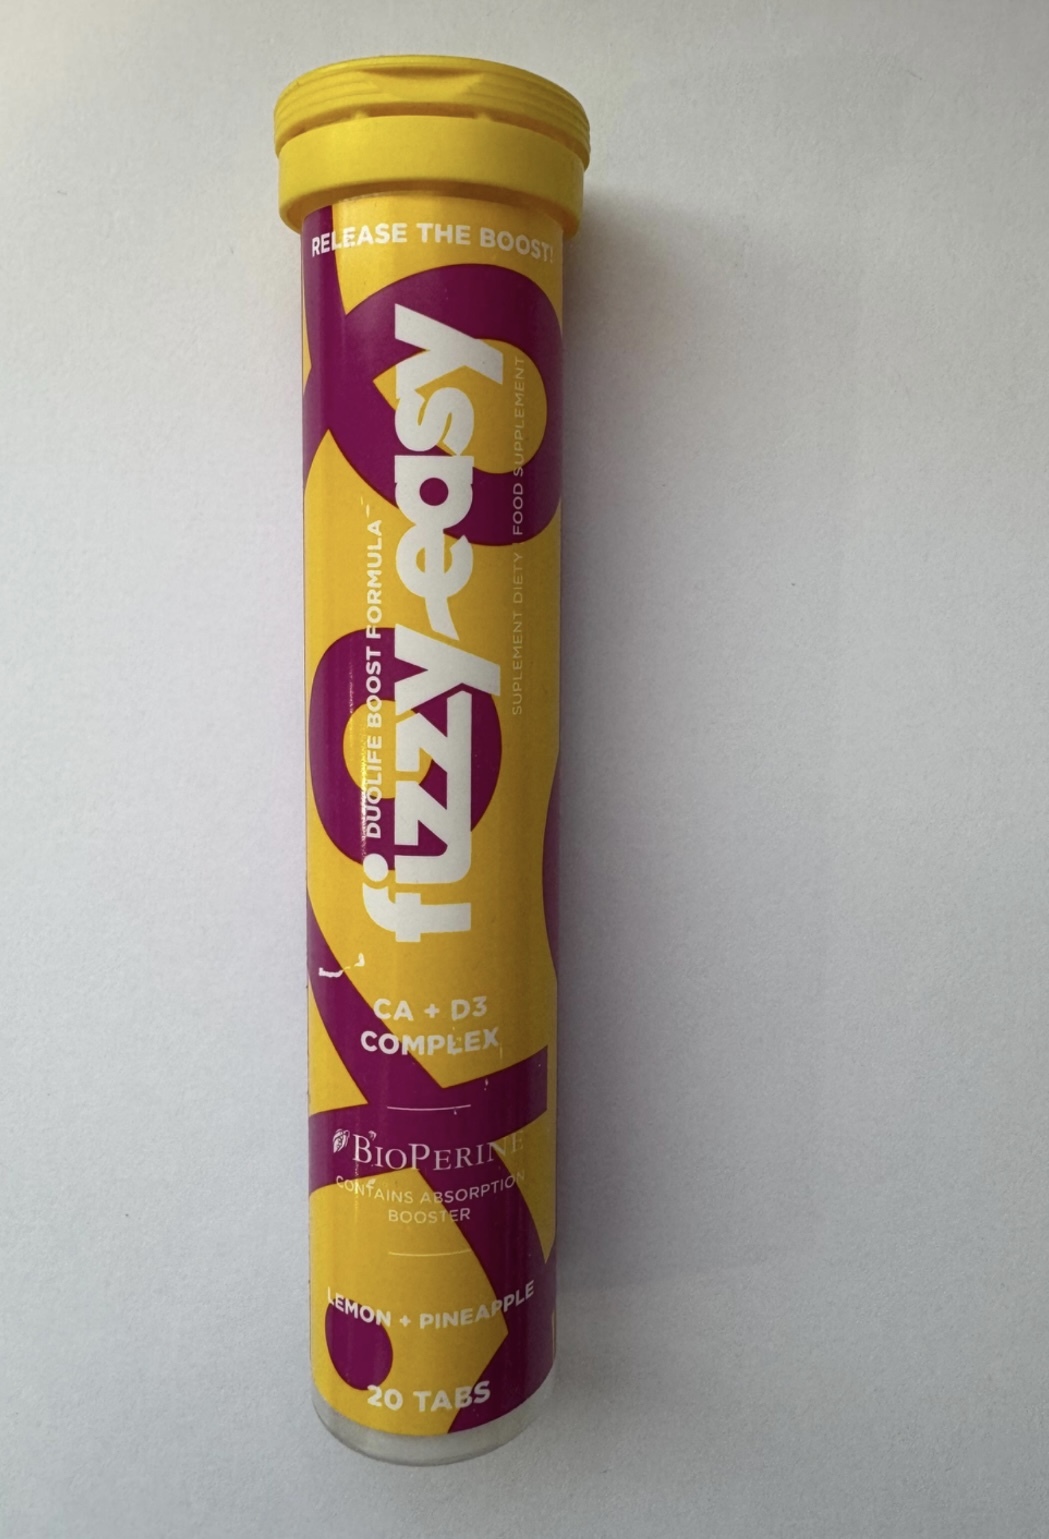 RELEASE THE BOOST!
DUOLIFE BOOST FORMULA™
fizzy-easy
SUPLEMENT DIETY / FOOD SUPPLEMENT
CA + D3
COMPLEX
BIOPERINE
CONTAINS ABSORPTION
BOOSTER
LEMON + PINEAPPLE
20 TABS